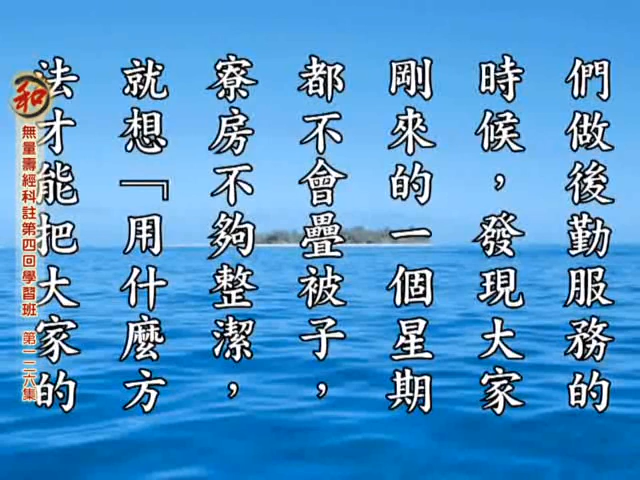 們做後勤服務的
時候，發現大家
剛來的一個星期
都不會疊被子，
寮房不夠整潔，
就想「用什麼方
法才能把大家的
和
無量壽經科註第四回學習班 第一二六集